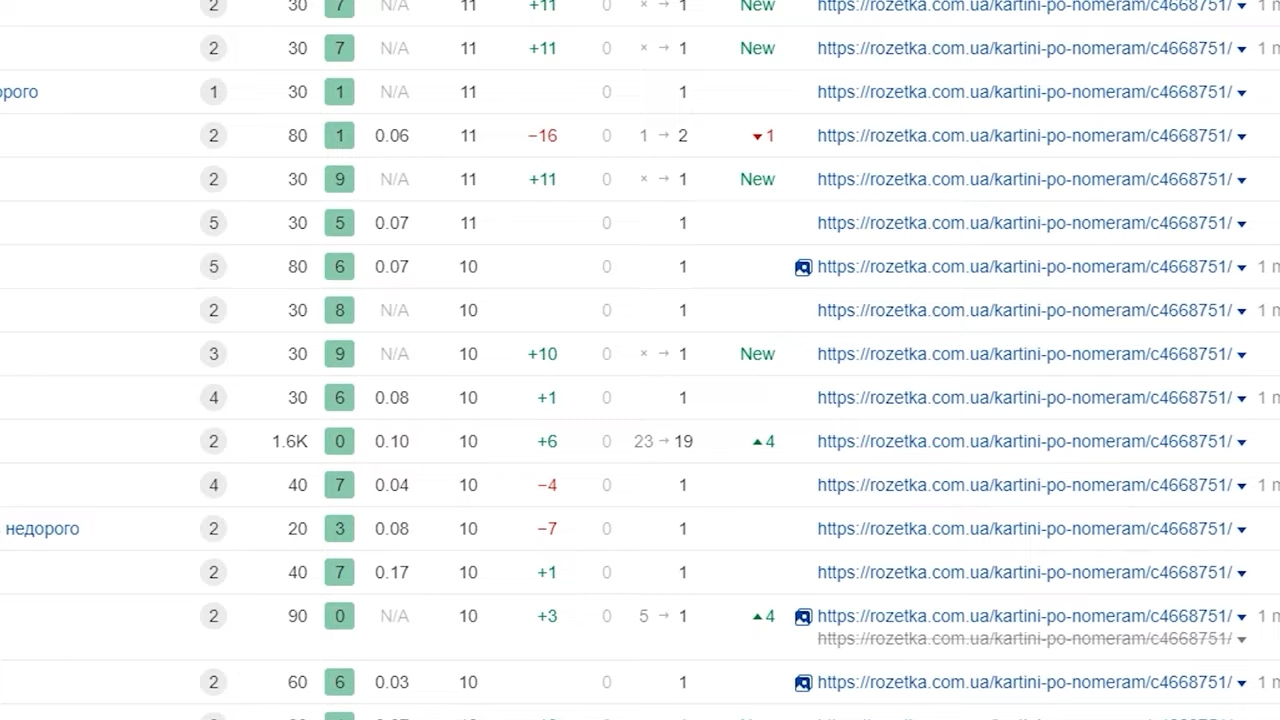 2 30 7 N/A 11 +11 0 × → 1 New https://rozetka.com.ua/kartini-po-nomeram/c4668751/
2 30 7 N/A 11 +11 0 × → 1 New https://rozetka.com.ua/kartini-po-nomeram/c4668751/ 1
орого 1 30 1 N/A 11 0 1 https://rozetka.com.ua/kartini-po-nomeram/c4668751/
2 80 1 0.06 11 −16 0 1 → 2 ▼1 https://rozetka.com.ua/kartini-po-nomeram/c4668751/
2 30 9 N/A 11 +11 0 × → 1 New https://rozetka.com.ua/kartini-po-nomeram/c4668751/
5 30 5 0.07 11 0 1 https://rozetka.com.ua/kartini-po-nomeram/c4668751/
5 80 6 0.07 10 0 1 https://rozetka.com.ua/kartini-po-nomeram/c4668751/ 1
2 30 8 N/A 10 0 1 https://rozetka.com.ua/kartini-po-nomeram/c4668751/ 1
3 30 9 N/A 10 +10 0 × → 1 New https://rozetka.com.ua/kartini-po-nomeram/c4668751/
4 30 6 0.08 10 +1 0 1 https://rozetka.com.ua/kartini-po-nomeram/c4668751/ 1
2 1.6K 0 0.10 10 +6 0 23 → 19 ▲4 https://rozetka.com.ua/kartini-po-nomeram/c4668751/
4 40 7 0.04 10 −4 0 1 https://rozetka.com.ua/kartini-po-nomeram/c4668751/ 1
недорого 2 20 3 0.08 10 −7 0 1 https://rozetka.com.ua/kartini-po-nomeram/c4668751/
2 40 7 0.17 10 +1 0 1 https://rozetka.com.ua/kartini-po-nomeram/c4668751/
2 90 0 N/A 10 +3 0 5 → 1 ▲4 https://rozetka.com.ua/kartini-po-nomeram/c4668751/ 1
https://rozetka.com.ua/kartini-po-nomeram/c4668751/
2 60 6 0.03 10 0 1 https://rozetka.com.ua/kartini-po-nomeram/c4668751/ 1